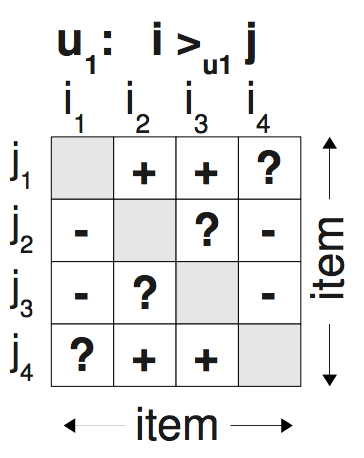 u1: i >u1 j
i1 i2 i3 i4
j1 + + ?
j2 - ? -
j3 - ? -
j4 ? + +
item
item